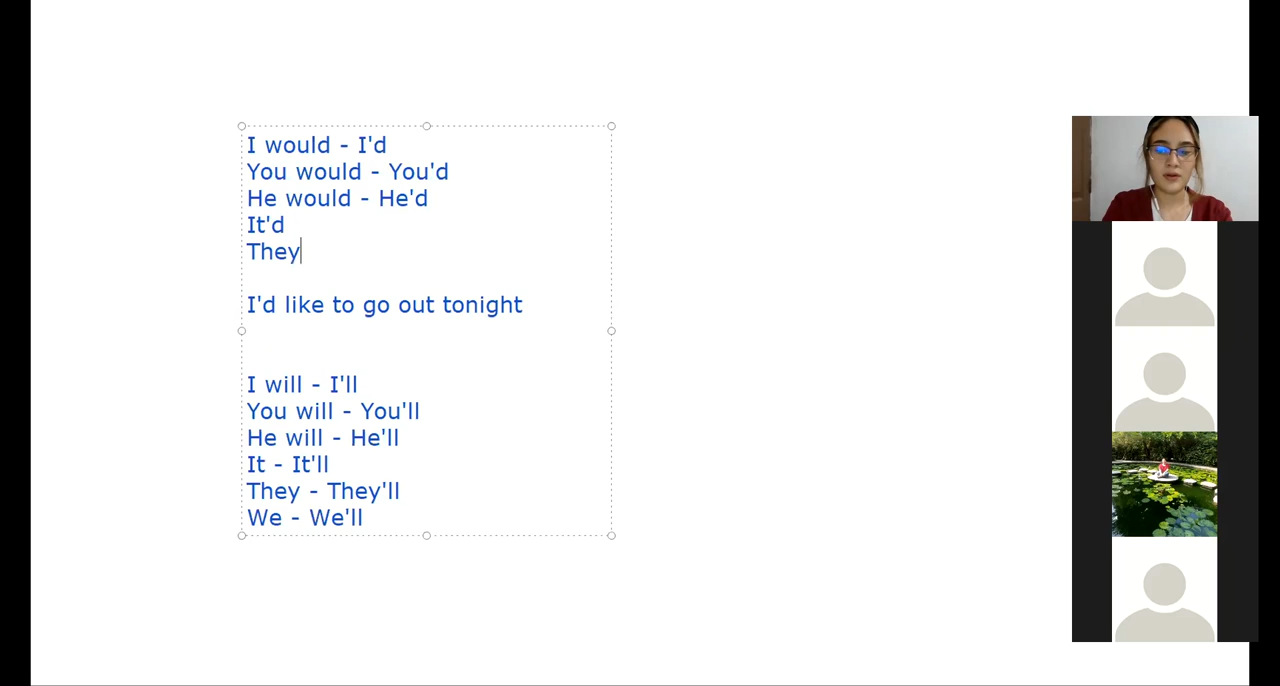 I would - I'd
You would - You'd
He would - He'd
It'd
They
I'd like to go out tonight
I will - I'll
You will - You'll
He will - He'll
It - It'll
They - They'll
We - We'll